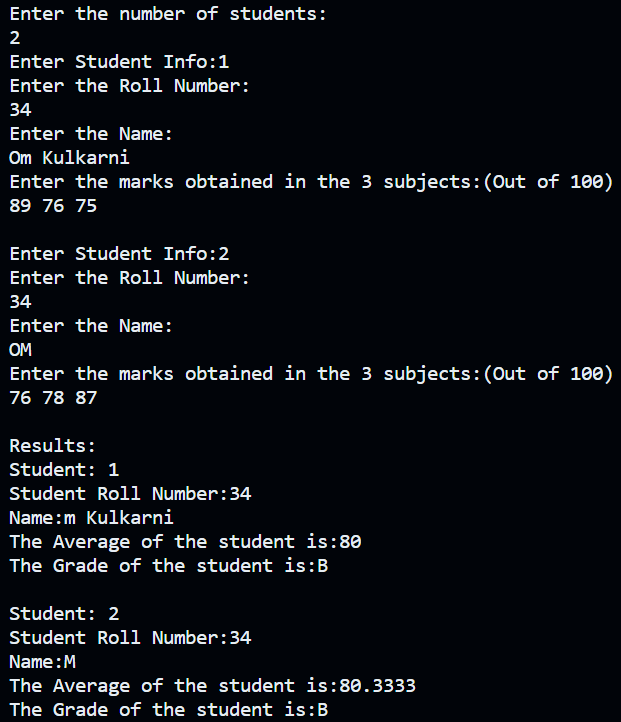 Enter the number of students:
2
Enter Student Info:1
Enter the Roll Number:
34
Enter the Name:
Om Kulkarni
Enter the marks obtained in the 3 subjects:(Out of 100)
89 76 75
Enter Student Info:2
Enter the Roll Number:
34
Enter the Name:
OM
Enter the marks obtained in the 3 subjects:(Out of 100)
76 78 87
Results:
Student: 1
Student Roll Number:34
Name:m Kulkarni
The Average of the student is:80
The Grade of the student is:B
Student: 2
Student Roll Number:34
Name:M
The Average of the student is:80.3333
The Grade of the student is:B